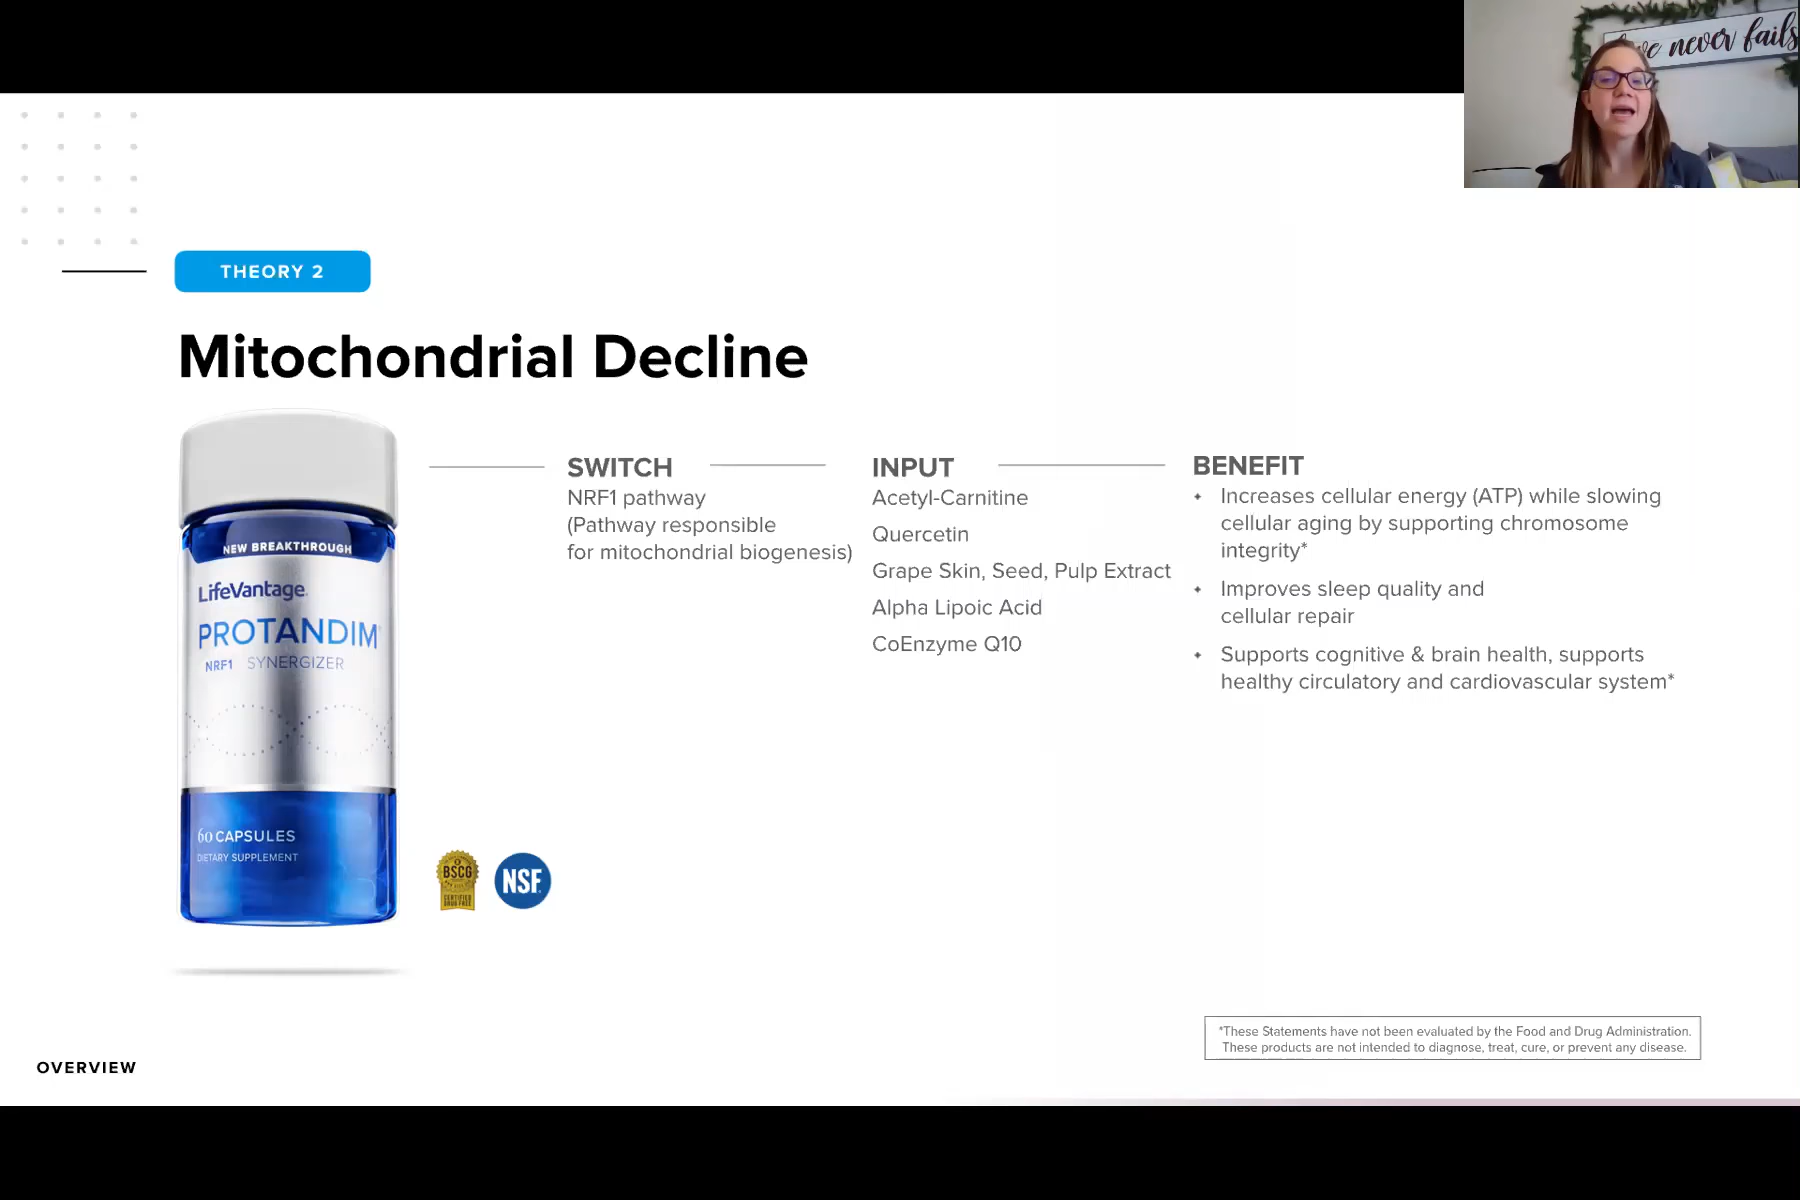 ve never fails
THEORY 2
Mitochondrial Decline
SWITCH
NRF1 pathway
(Pathway responsible
for mitochondrial biogenesis)
INPUT
Acetyl-Carnitine
Quercetin
Grape Skin, Seed, Pulp Extract
Alpha Lipoic Acid
CoEnzyme Q10
BENEFIT
• Increases cellular energy (ATP) while slowing
cellular aging by supporting chromosome
integrity*
• Improves sleep quality and
cellular repair
• Supports cognitive & brain health, supports
healthy circulatory and cardiovascular system*
NEW BREAKTHROUGH
LifeVantage
PROTANDIM
NRF1 SYNERGIZER
60 CAPSULES
DIETARY SUPPLEMENT
BSCG
CERTIFIED
DRUG FREE
NSF
*These Statements have not been evaluated by the Food and Drug Administration.
These products are not intended to diagnose, treat, cure, or prevent any disease.
OVERVIEW